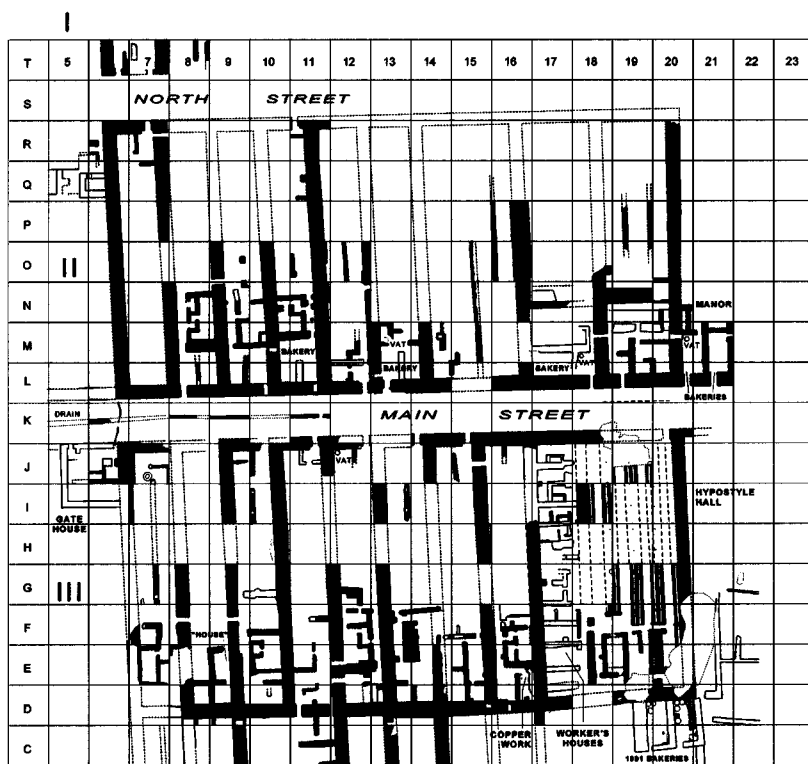 I
T 5 6 7 8 9 10 11 12 13 14 15 16 17 18 19 20 21 22 23
S NORTH STREET
R
Q
P
O II
N MANOR
M BAKERY VAT VAT VAT
L BAKERY BAKERY BAKERIES
K DRAIN MAIN STREET
J VAT
I GATE HOUSE HYPOSTYLE HALL
H
G III
F "HOUSE"
E
D
C COPPER WORK WORKER'S HOUSES 1991 BAKERIES